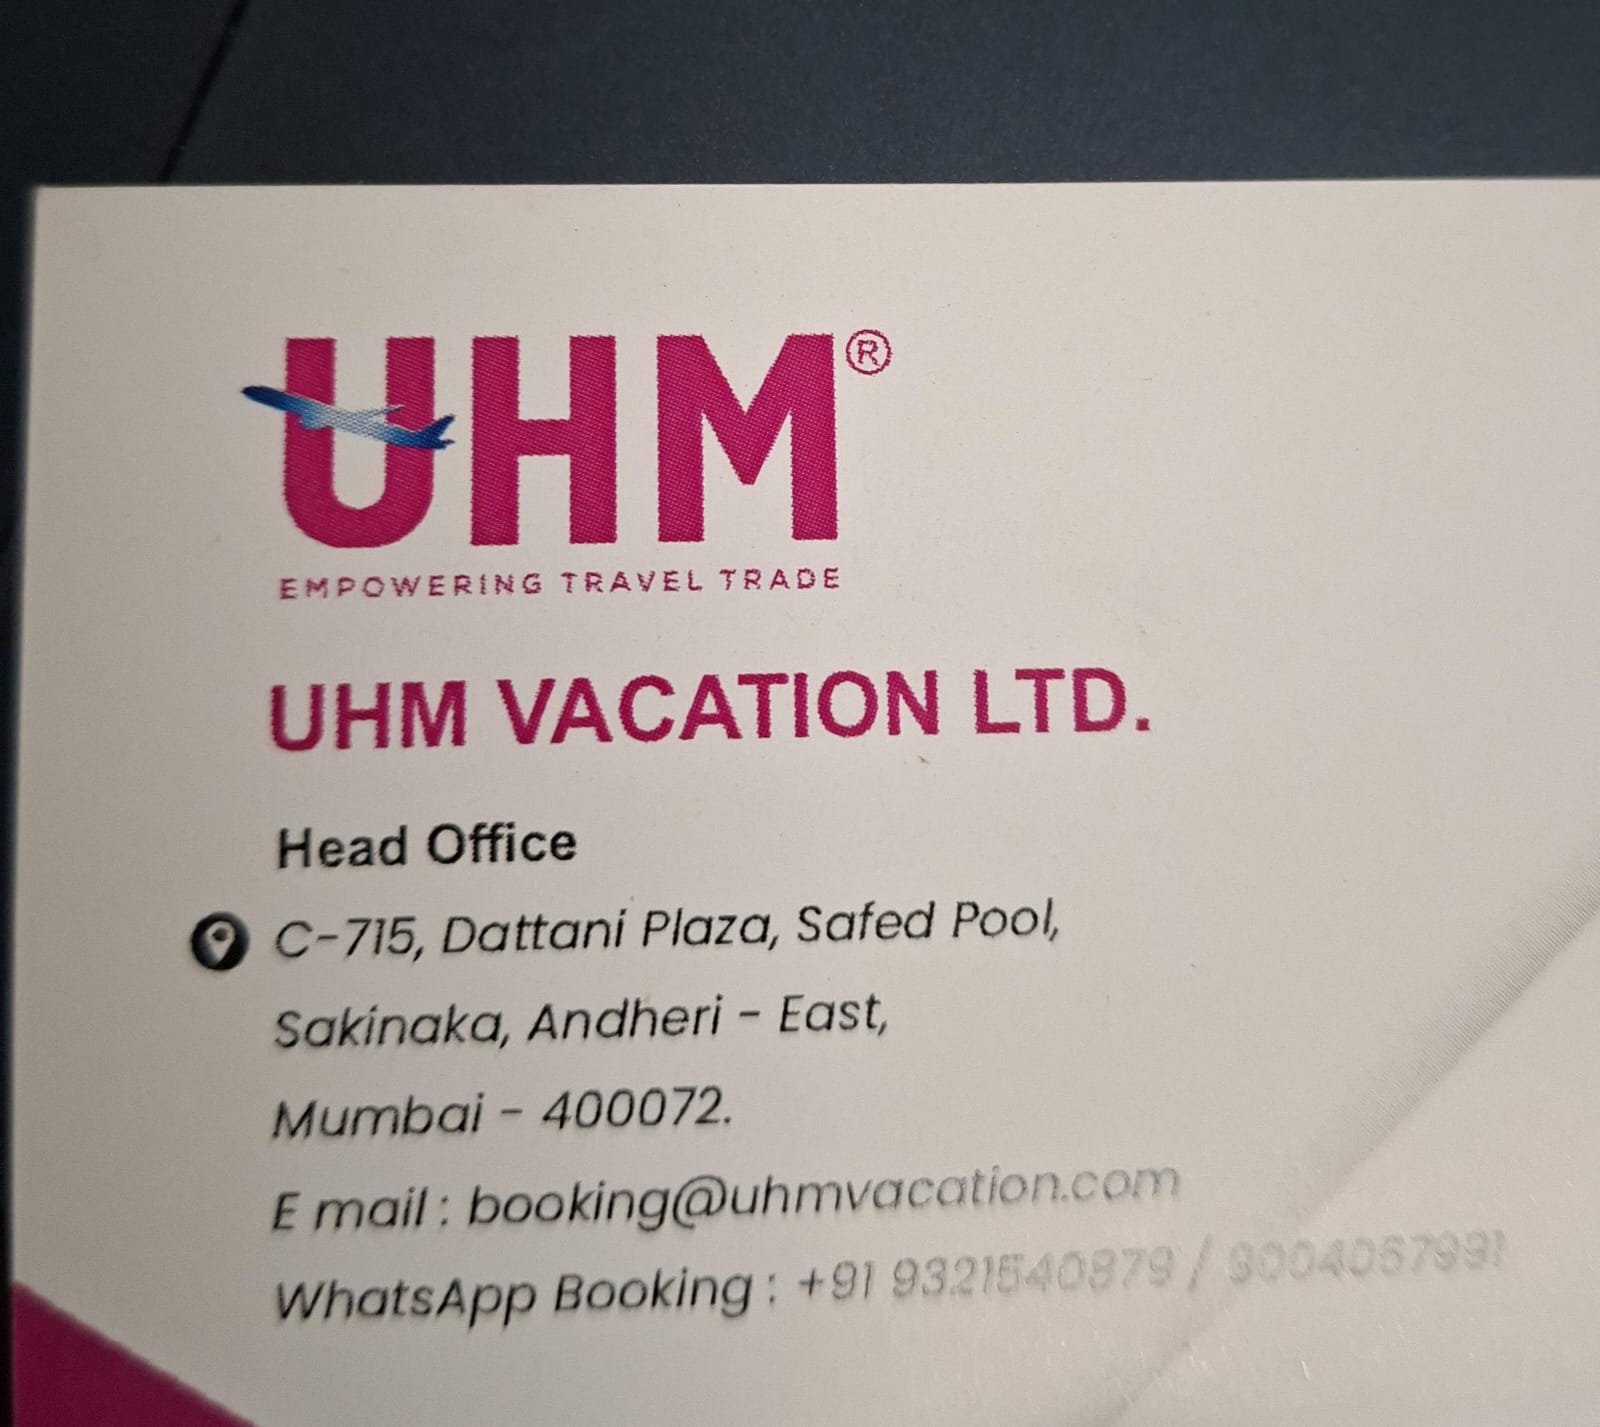 UHM®
EMPOWERING TRAVEL TRADE
UHM VACATION LTD.
Head Office
C-715, Dattani Plaza, Safed Pool,
Sakinaka, Andheri - East,
Mumbai - 400072.
E mail : booking@uhmvacation.com
WhatsApp Booking : +91 9321540879 /